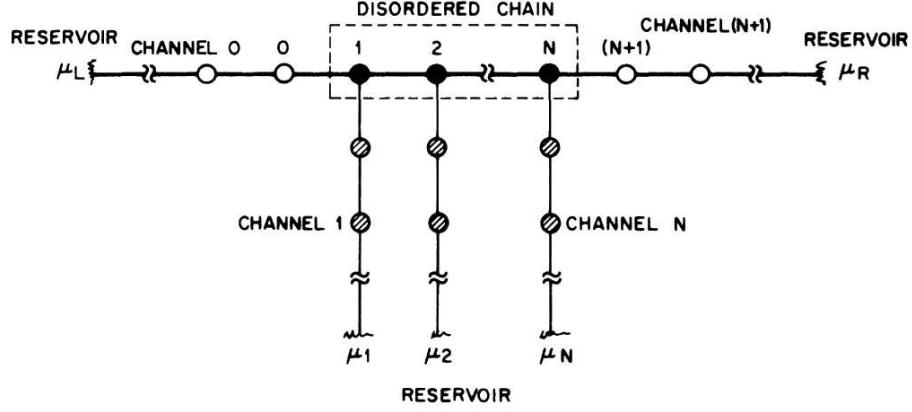 DISORDERED CHAIN
RESERVOIR CHANNEL 0 0 1 2 N (N+1) CHANNEL(N+1) RESERVOIR
μL μR
CHANNEL 1 CHANNEL N
μ1 μ2 μN
RESERVOIR